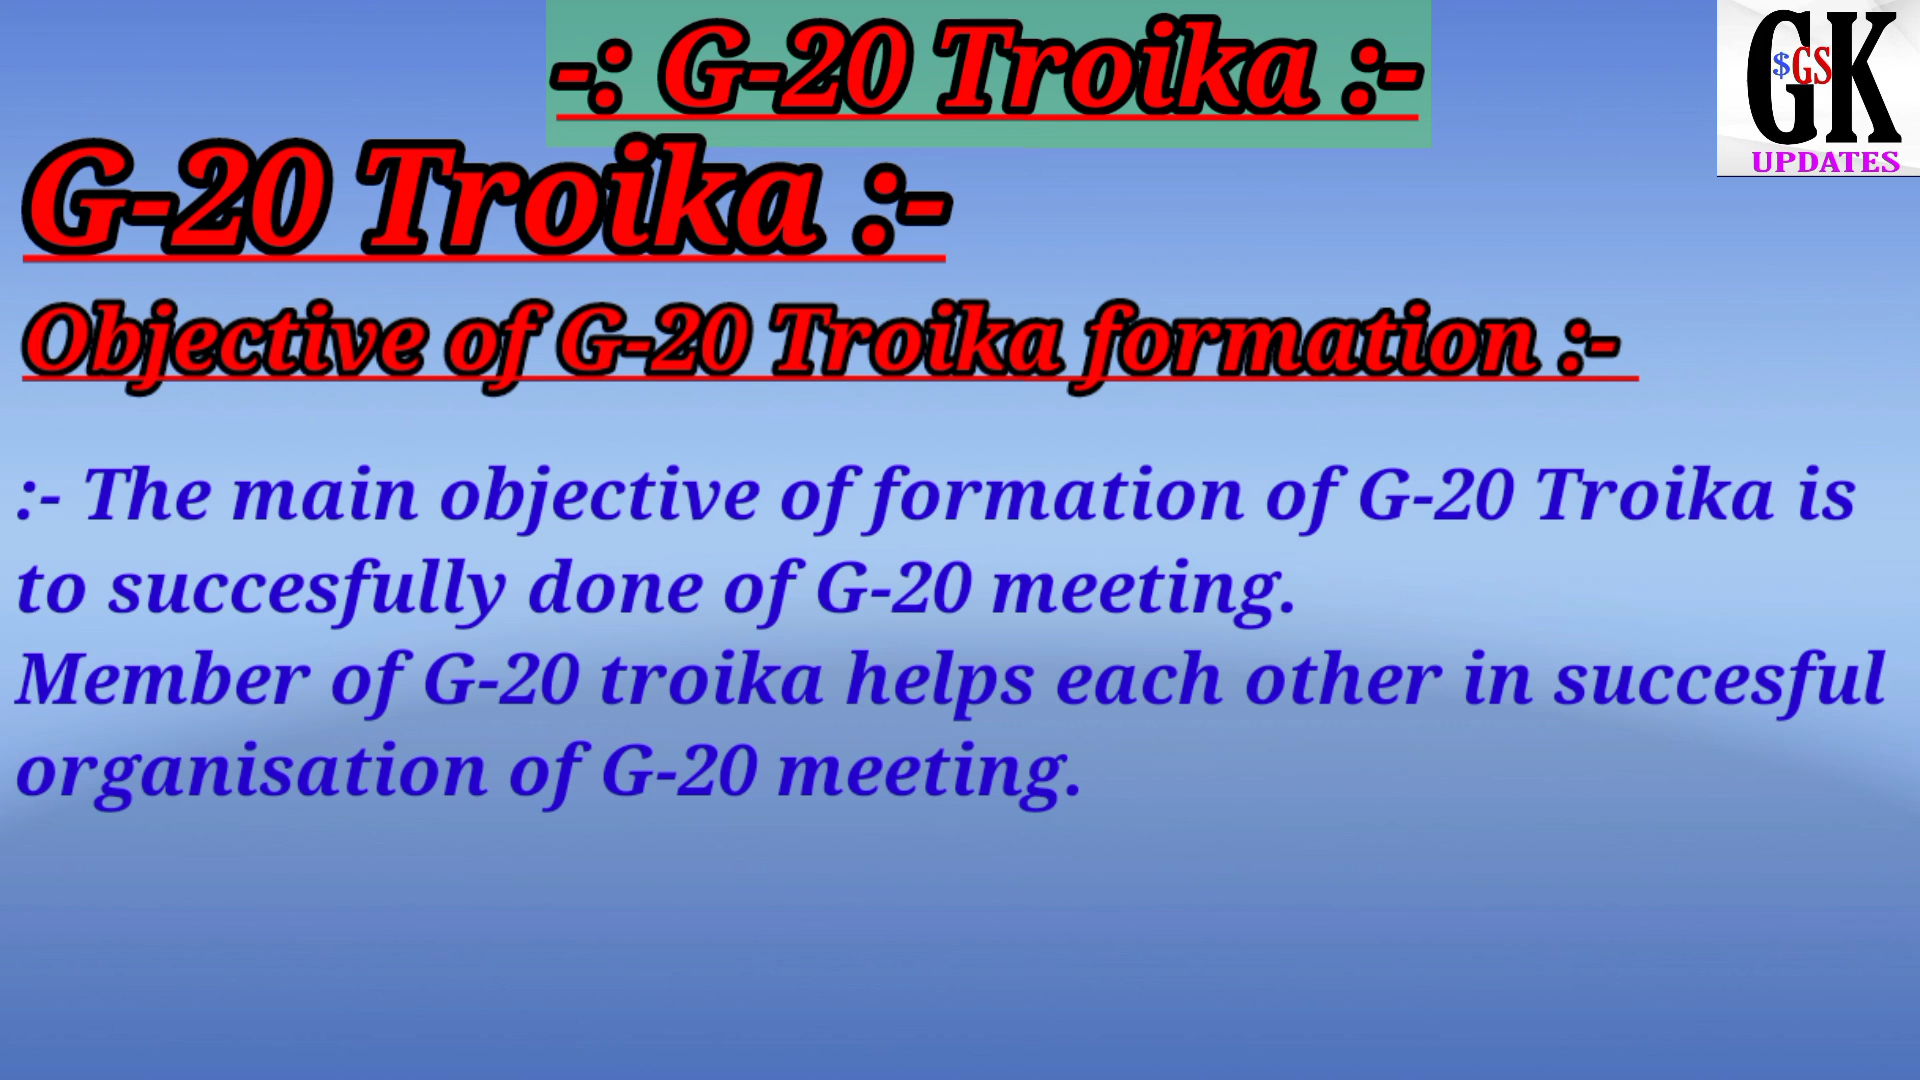 -: G-20 Troika :-
GK
$GS
UPDATES
G-20 Troika :-
Objective of G-20 Troika formation :-
:- The main objective of formation of G-20 Troika is
to succesfully done of G-20 meeting.
Member of G-20 troika helps each other in succesful
organisation of G-20 meeting.